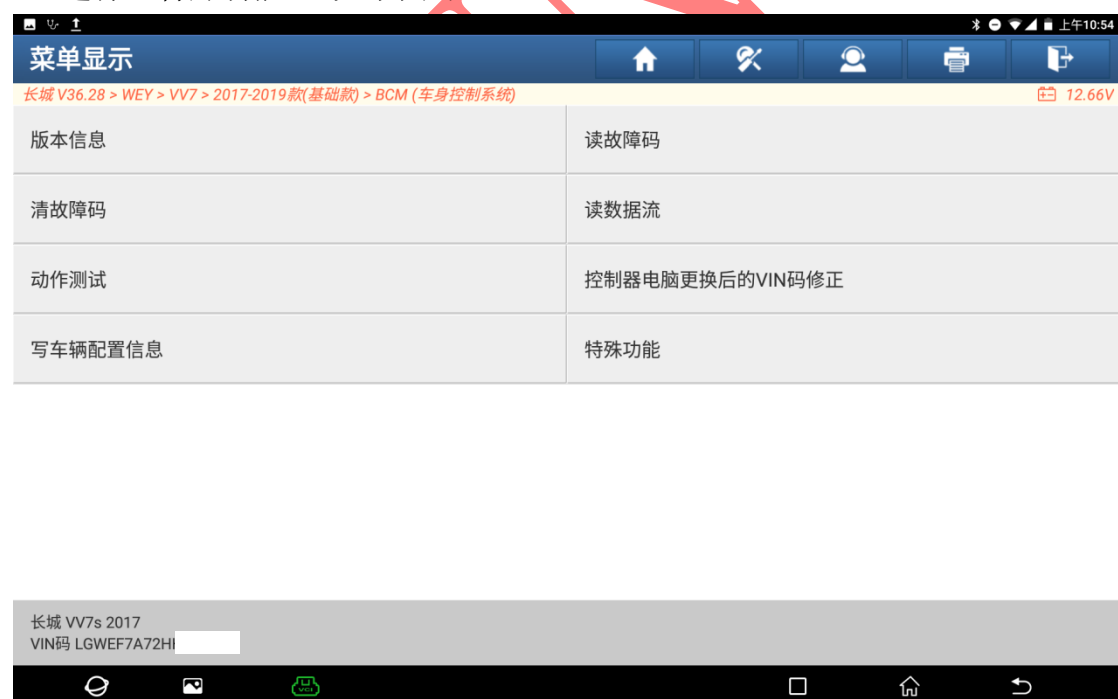 上午10:54
菜单显示
长城 V36.28 > WEY > VV7 > 2017-2019款(基础款) > BCM (车身控制系统)
12.66V
版本信息
读故障码
清故障码
读数据流
动作测试
控制器电脑更换后的VIN码修正
写车辆配置信息
特殊功能
长城 VV7s 2017
VIN码 LGWEF7A72H
VCI